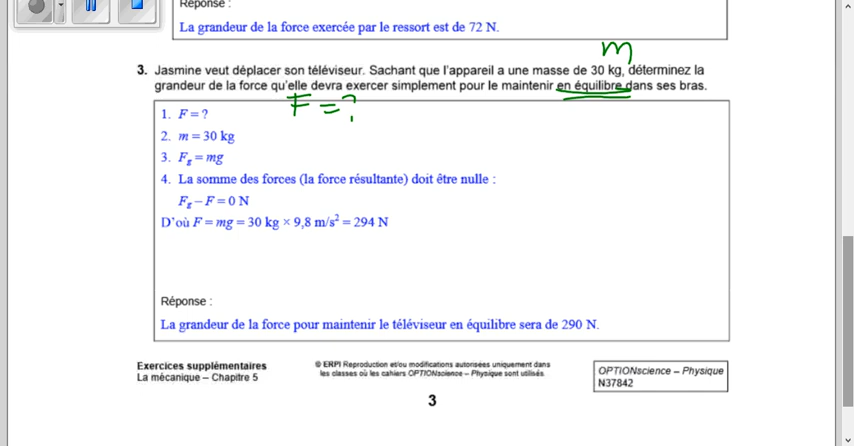 Réponse :
La grandeur de la force exercée par le ressort est de 72 N.
m
3. Jasmine veut déplacer son téléviseur. Sachant que l'appareil a une masse de 30 kg, déterminez la
grandeur de la force qu'elle devra exercer simplement pour le maintenir en équilibre dans ses bras.
F = ?
1. F = ?
2. m = 30 kg
3. Fg = mg
4. La somme des forces (la force résultante) doit être nulle :
Fg – F = 0 N
D'où F = mg = 30 kg × 9,8 m/s² = 294 N
Réponse :
La grandeur de la force pour maintenir le téléviseur en équilibre sera de 290 N.
Exercices supplémentaires
La mécanique – Chapitre 5
© ERPI Reproduction et/ou modifications autorisées uniquement dans
les classes où les cahiers OPTIONscience – Physique sont utilisés.
OPTIONscience – Physique
N37842
3